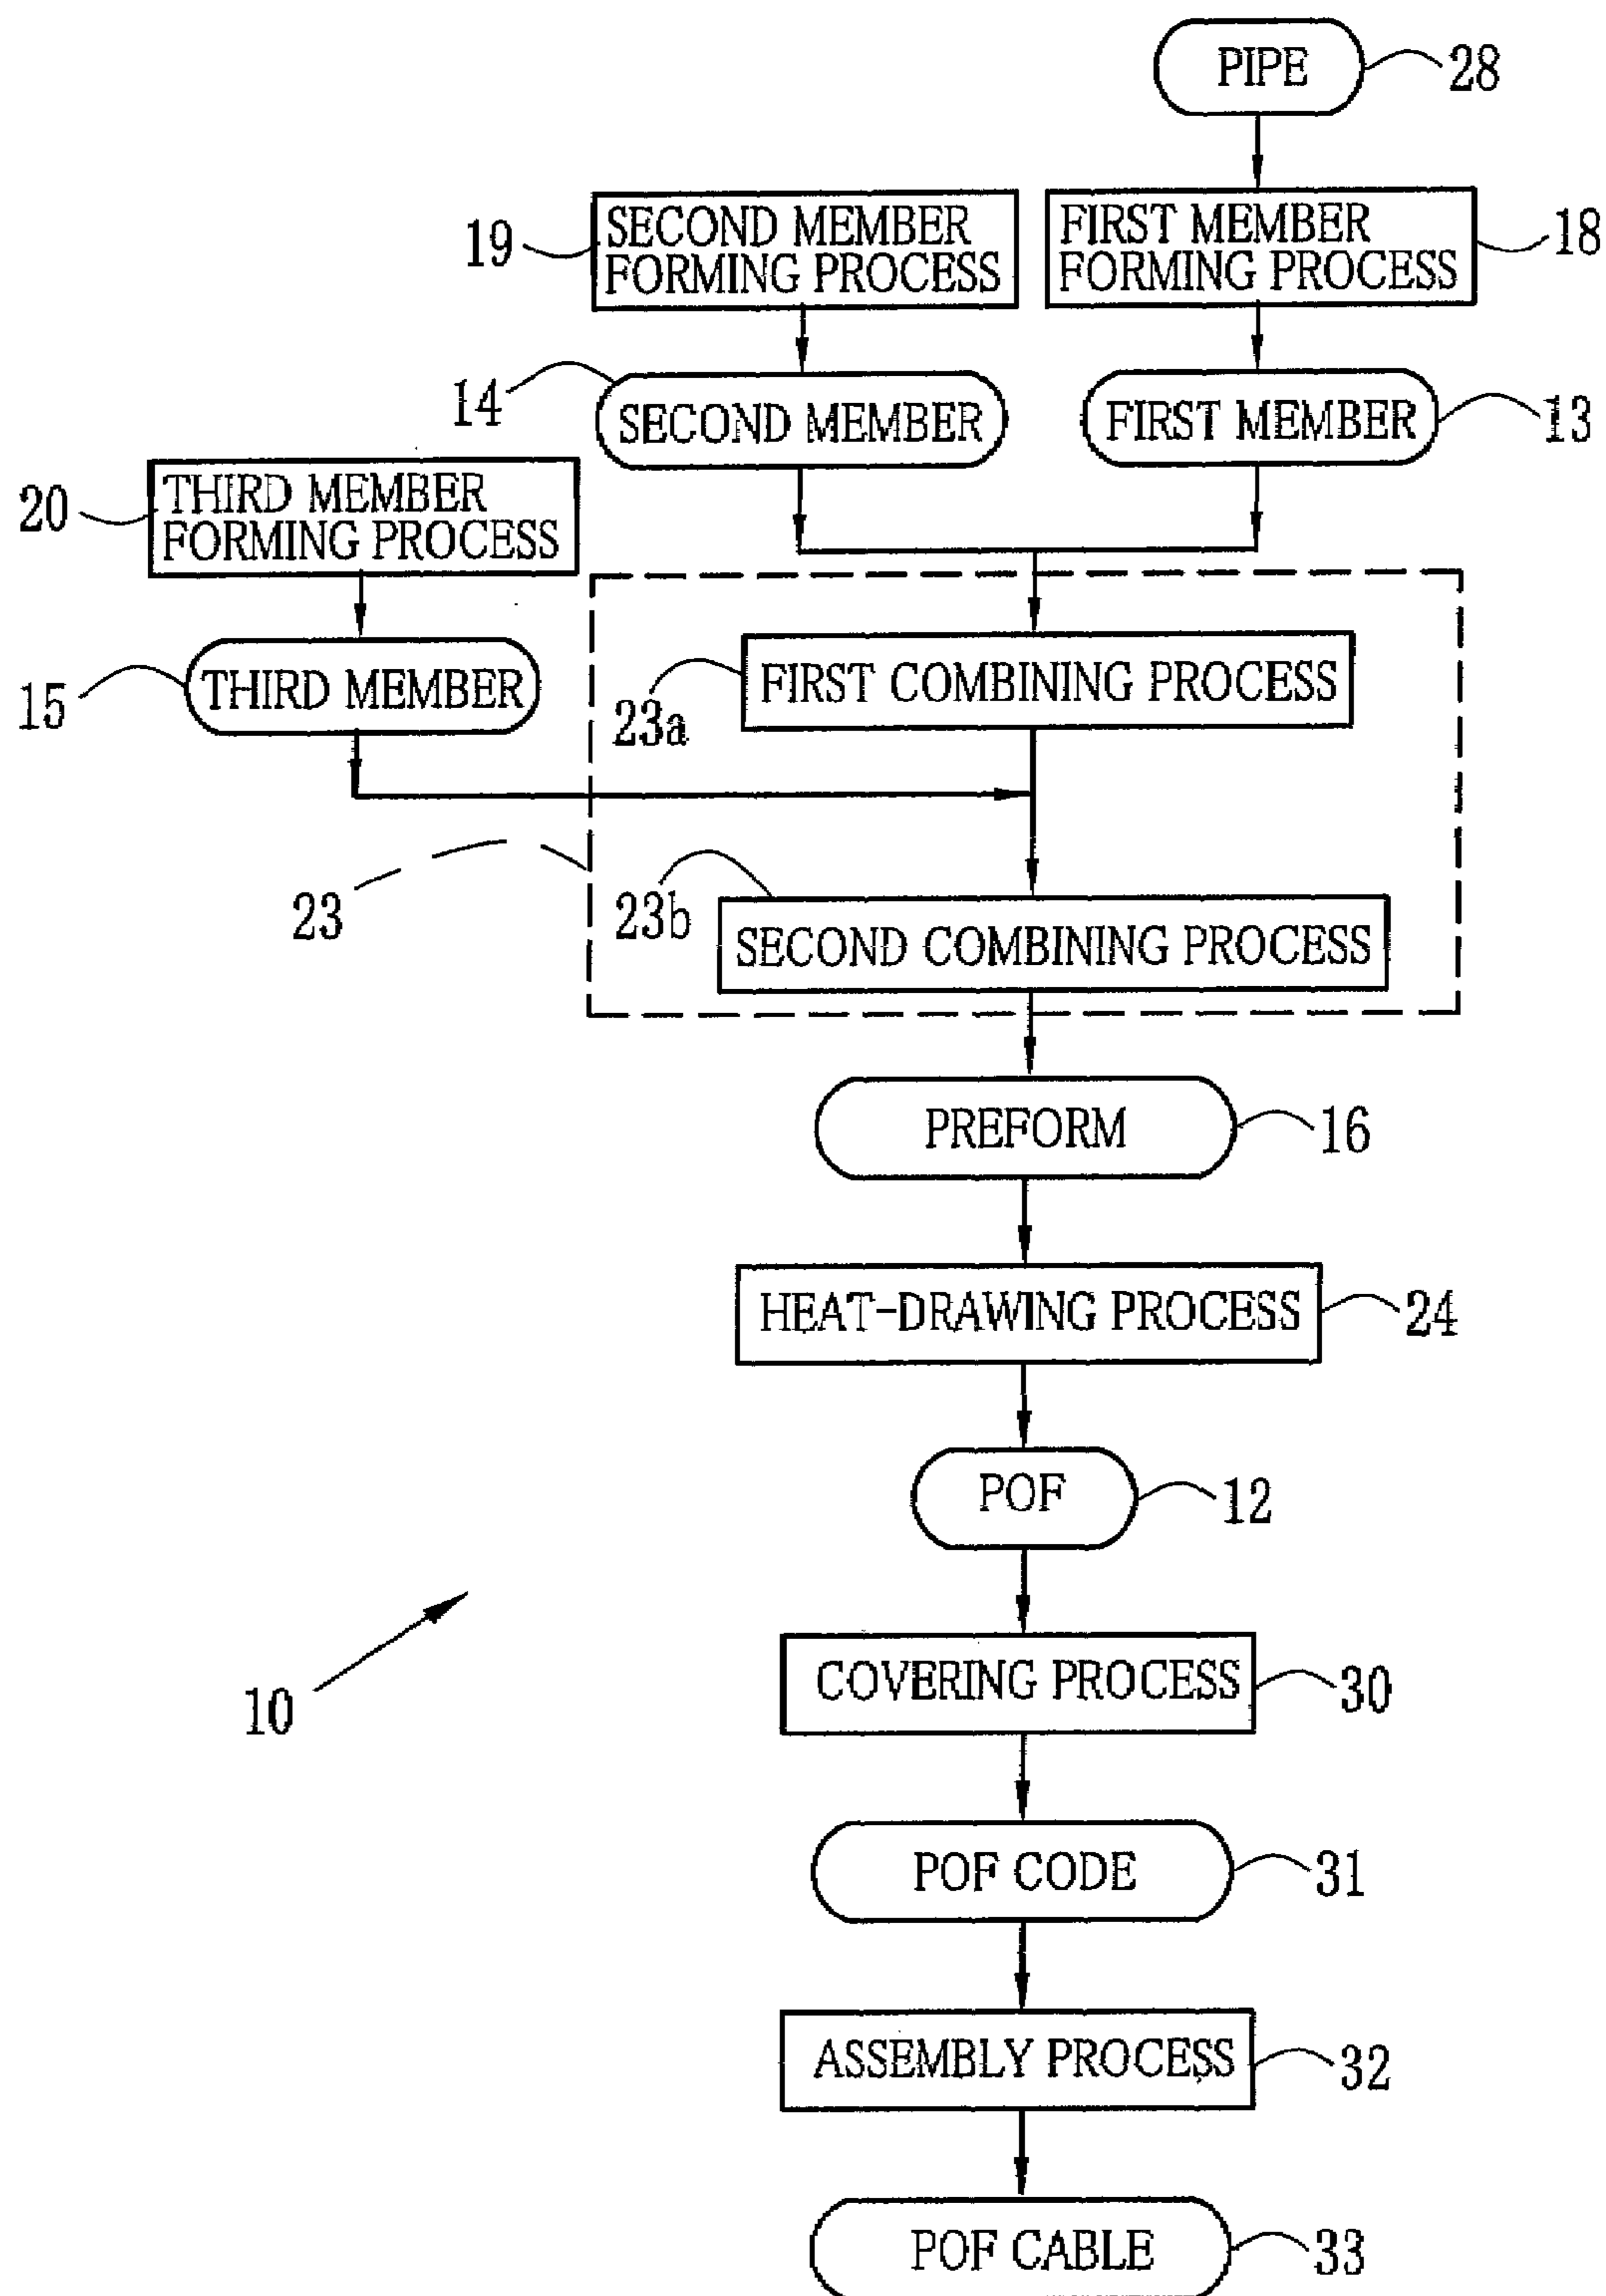 PIPE
28
19
SECOND MEMBER
FORMING PROCESS
FIRST MEMBER
FORMING PROCESS
18
14
SECOND MEMBER
FIRST MEMBER
13
20
THIRD MEMBER
FORMING PROCESS
15
THIRD MEMBER
FIRST COMBINING PROCESS
23a
23
23b
SECOND COMBINING PROCESS
PREFORM
16
HEAT-DRAWING PROCESS
24
POF
12
10
COVERING PROCESS
30
POF CODE
31
ASSEMBLY PROCESS
32
POF CABLE
33